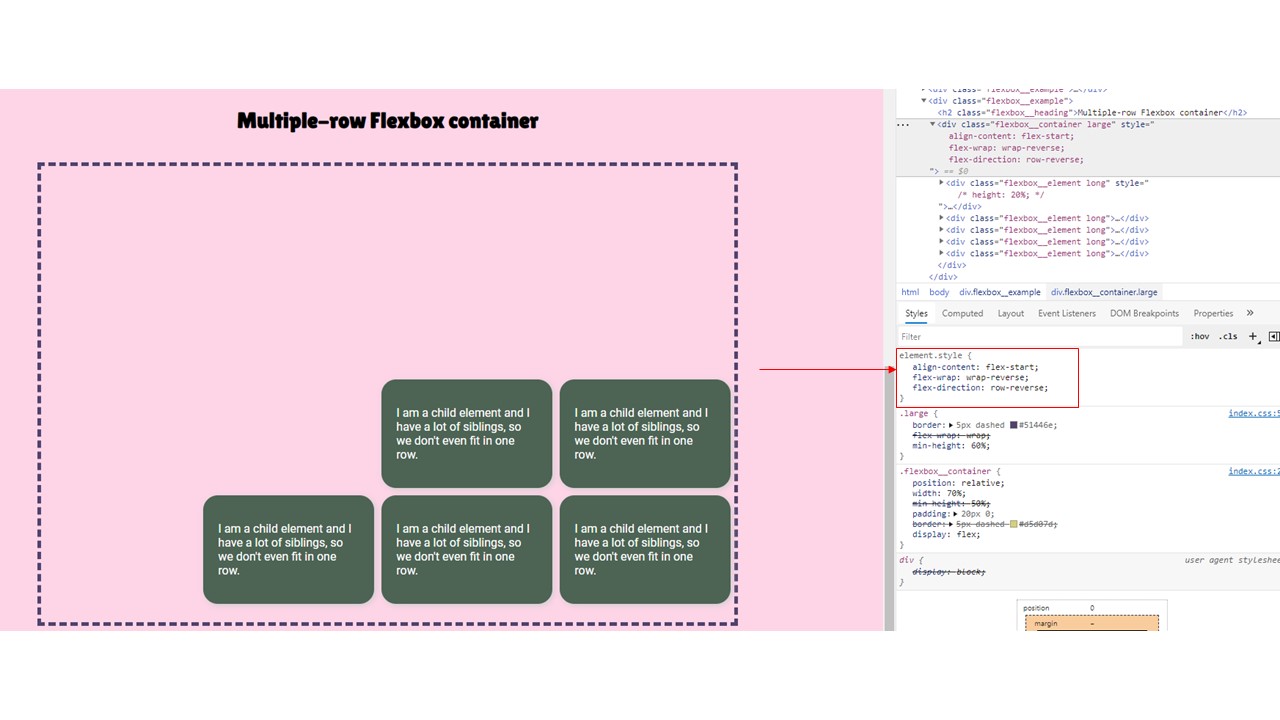 Multiple-row Flexbox container
I am a child element and I
have a lot of siblings, so
we don't even fit in one
row.
I am a child element and I
have a lot of siblings, so
we don't even fit in one
row.
I am a child element and I
have a lot of siblings, so
we don't even fit in one
row.
I am a child element and I
have a lot of siblings, so
we don't even fit in one
row.
I am a child element and I
have a lot of siblings, so
we don't even fit in one
row.
<div class="flexbox__example">…</div>
<div class="flexbox__example">
<h2 class="flexbox__heading">Multiple-row Flexbox container</h2>
<div class="flexbox__container large" style="
align-content: flex-start;
flex-wrap: wrap-reverse;
flex-direction: row-reverse;
"> == $0
<div class="flexbox__element long" style="
/* height: 20%; */
">…</div>
<div class="flexbox__element long">…</div>
<div class="flexbox__element long">…</div>
<div class="flexbox__element long">…</div>
<div class="flexbox__element long">…</div>
</div>
</div>
html body div.flexbox__example div.flexbox__container.large
Styles Computed Layout Event Listeners DOM Breakpoints Properties »
Filter :hov .cls +
element.style {
align-content: flex-start;
flex-wrap: wrap-reverse;
flex-direction: row-reverse;
}
.large { index.css:5
border: 5px dashed #51446e;
flex-wrap: wrap;
min-height: 60%;
}
.flexbox__container { index.css:2
position: relative;
width: 70%;
min-height: 50%;
padding: 20px 0;
border: 5px dashed #d5d07d;
display: flex;
}
div { user agent styleshee
display: block;
}
position 0
margin –